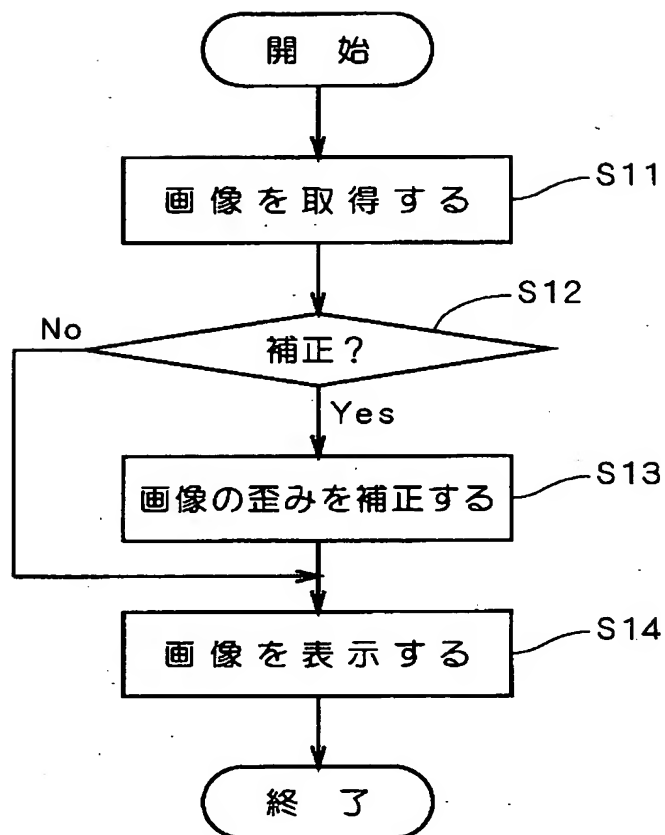 開始
画像を取得する
S11
S12
No
補正?
Yes
画像の歪みを補正する
S13
画像を表示する
S14
終了